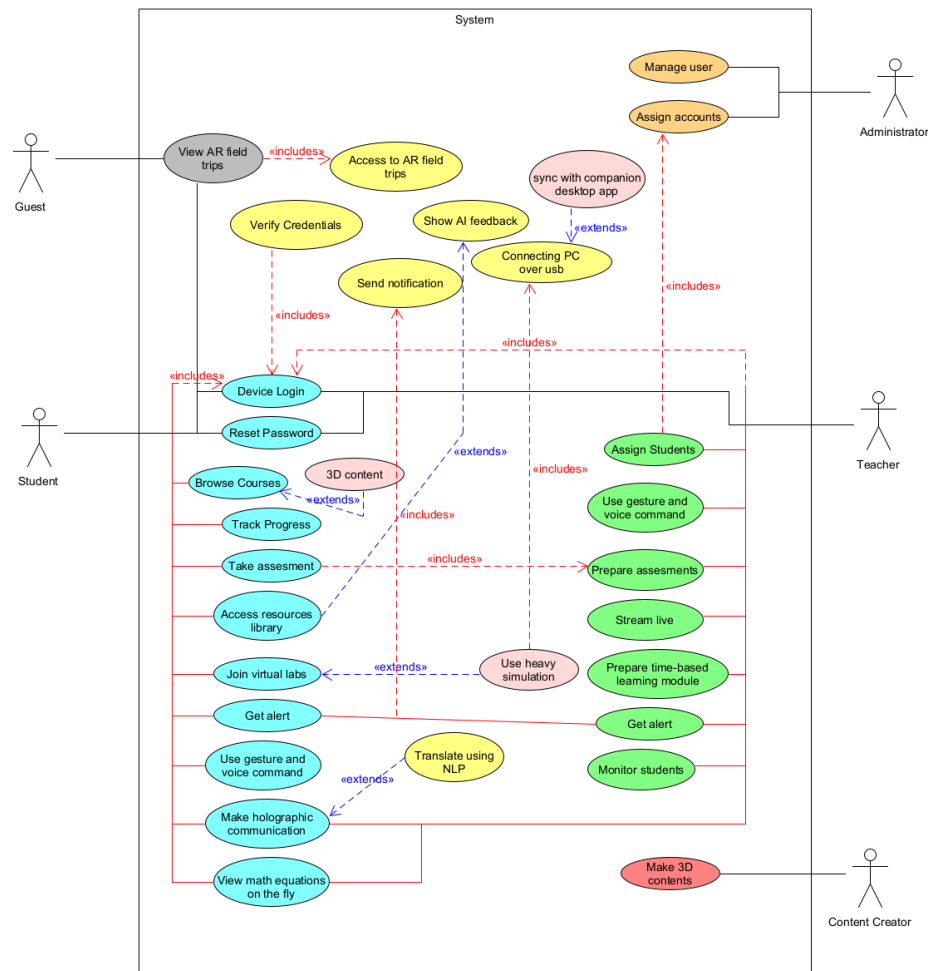 System
Manage user
Assign accounts
Administrator
View AR field
trips
«includes»
Access to AR field
trips
Guest
sync with companion
desktop app
Verify Credentials
Show AI feedback
«extends»
Connecting PC
over usb
Send notification
«includes»
«includes»
«includes»
«includes»
Device Login
Reset Password
Student
Teacher
Assign Students
«extends»
3D content
Browse Courses
«extends»
«includes»
Use gesture and
voice command
«includes»
Track Progress
Take assesment
«includes»
Prepare assesments
Access resources
library
Stream live
Join virtual labs
«extends»
Use heavy
simulation
Prepare time-based
learning module
Get alert
Get alert
Use gesture and
voice command
Translate using
NLP
«extends»
Monitor students
Make holographic
communication
View math equations
on the fly
Make 3D
contents
Content Creator